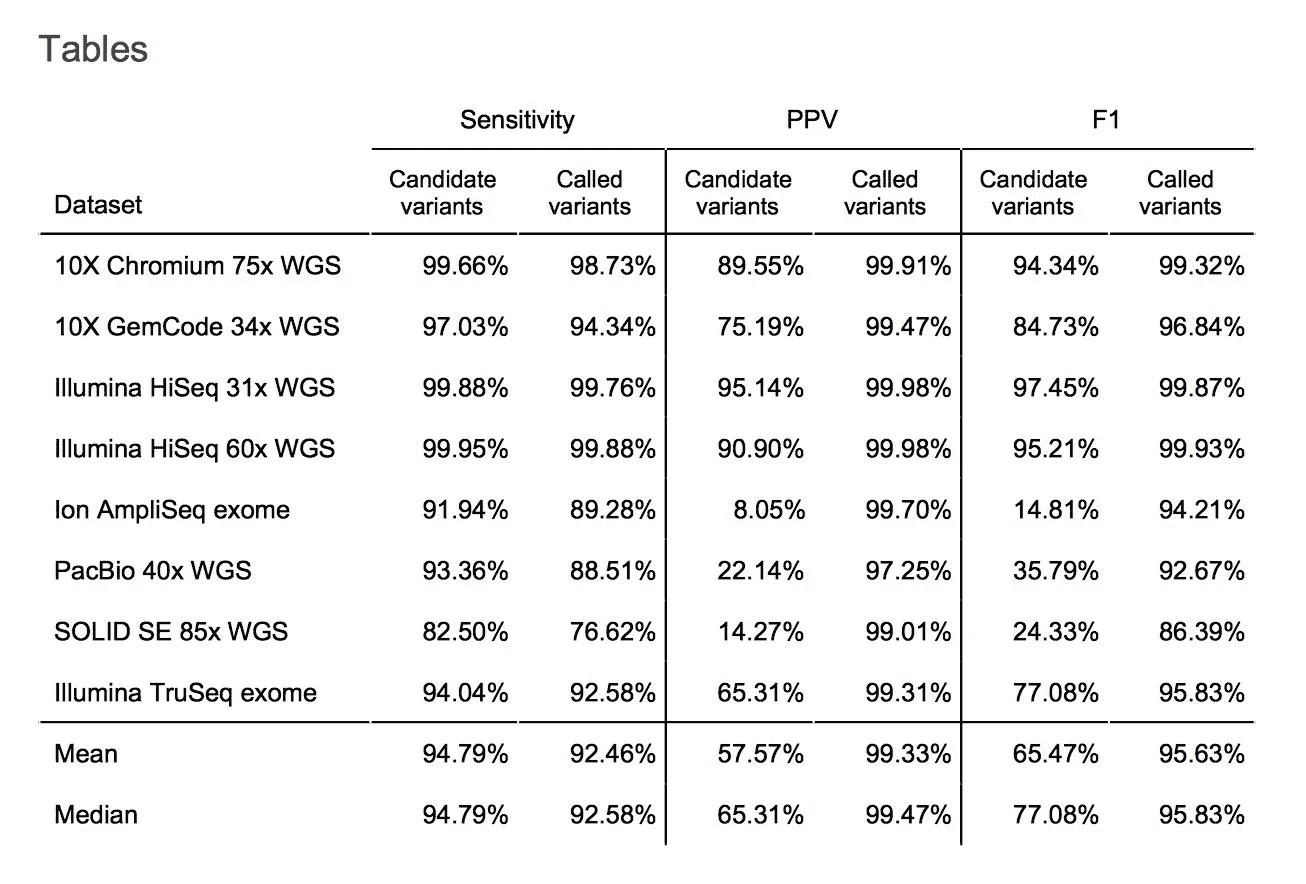 Tables
Sensitivity PPV F1
Dataset Candidate variants Called variants Candidate variants Called variants Candidate variants Called variants
10X Chromium 75x WGS 99.66% 98.73% 89.55% 99.91% 94.34% 99.32%
10X GemCode 34x WGS 97.03% 94.34% 75.19% 99.47% 84.73% 96.84%
Illumina HiSeq 31x WGS 99.88% 99.76% 95.14% 99.98% 97.45% 99.87%
Illumina HiSeq 60x WGS 99.95% 99.88% 90.90% 99.98% 95.21% 99.93%
Ion AmpliSeq exome 91.94% 89.28% 8.05% 99.70% 14.81% 94.21%
PacBio 40x WGS 93.36% 88.51% 22.14% 97.25% 35.79% 92.67%
SOLID SE 85x WGS 82.50% 76.62% 14.27% 99.01% 24.33% 86.39%
Illumina TruSeq exome 94.04% 92.58% 65.31% 99.31% 77.08% 95.83%
Mean 94.79% 92.46% 57.57% 99.33% 65.47% 95.63%
Median 94.79% 92.58% 65.31% 99.47% 77.08% 95.83%